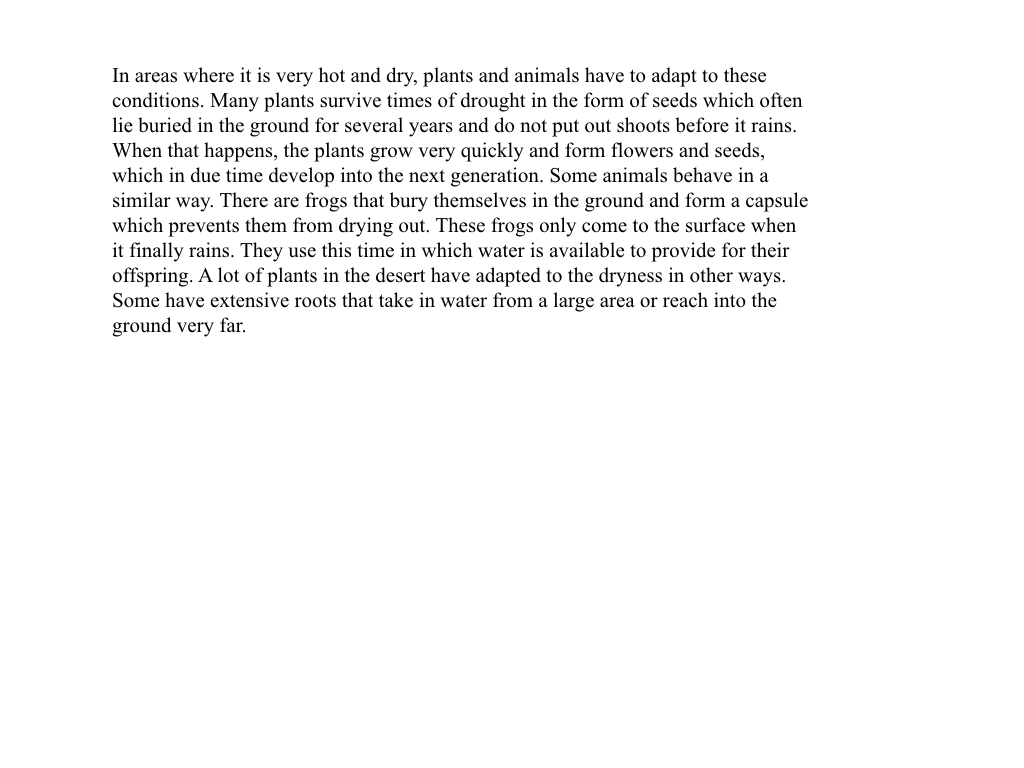 In areas where it is very hot and dry, plants and animals have to adapt to these
conditions. Many plants survive times of drought in the form of seeds which often
lie buried in the ground for several years and do not put out shoots before it rains.
When that happens, the plants grow very quickly and form flowers and seeds,
which in due time develop into the next generation. Some animals behave in a
similar way. There are frogs that bury themselves in the ground and form a capsule
which prevents them from drying out. These frogs only come to the surface when
it finally rains. They use this time in which water is available to provide for their
offspring. A lot of plants in the desert have adapted to the dryness in other ways.
Some have extensive roots that take in water from a large area or reach into the
ground very far.